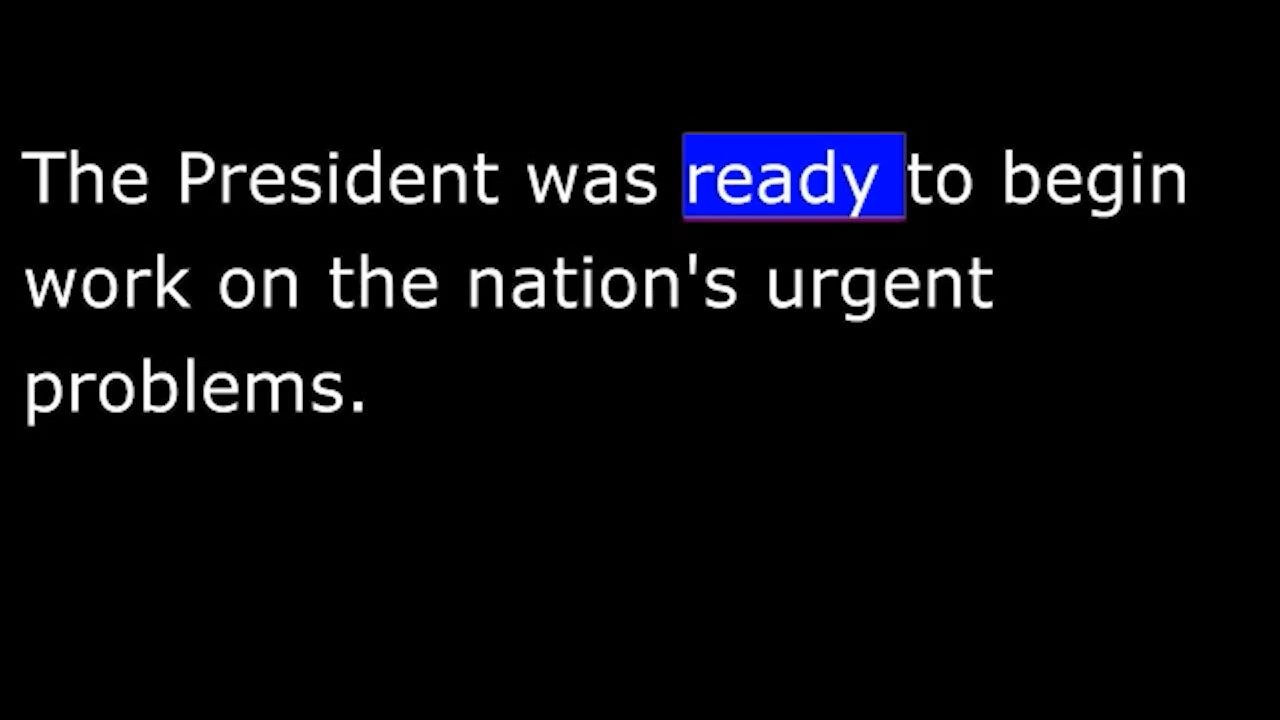 The President was ready to begin
work on the nation's urgent
problems.